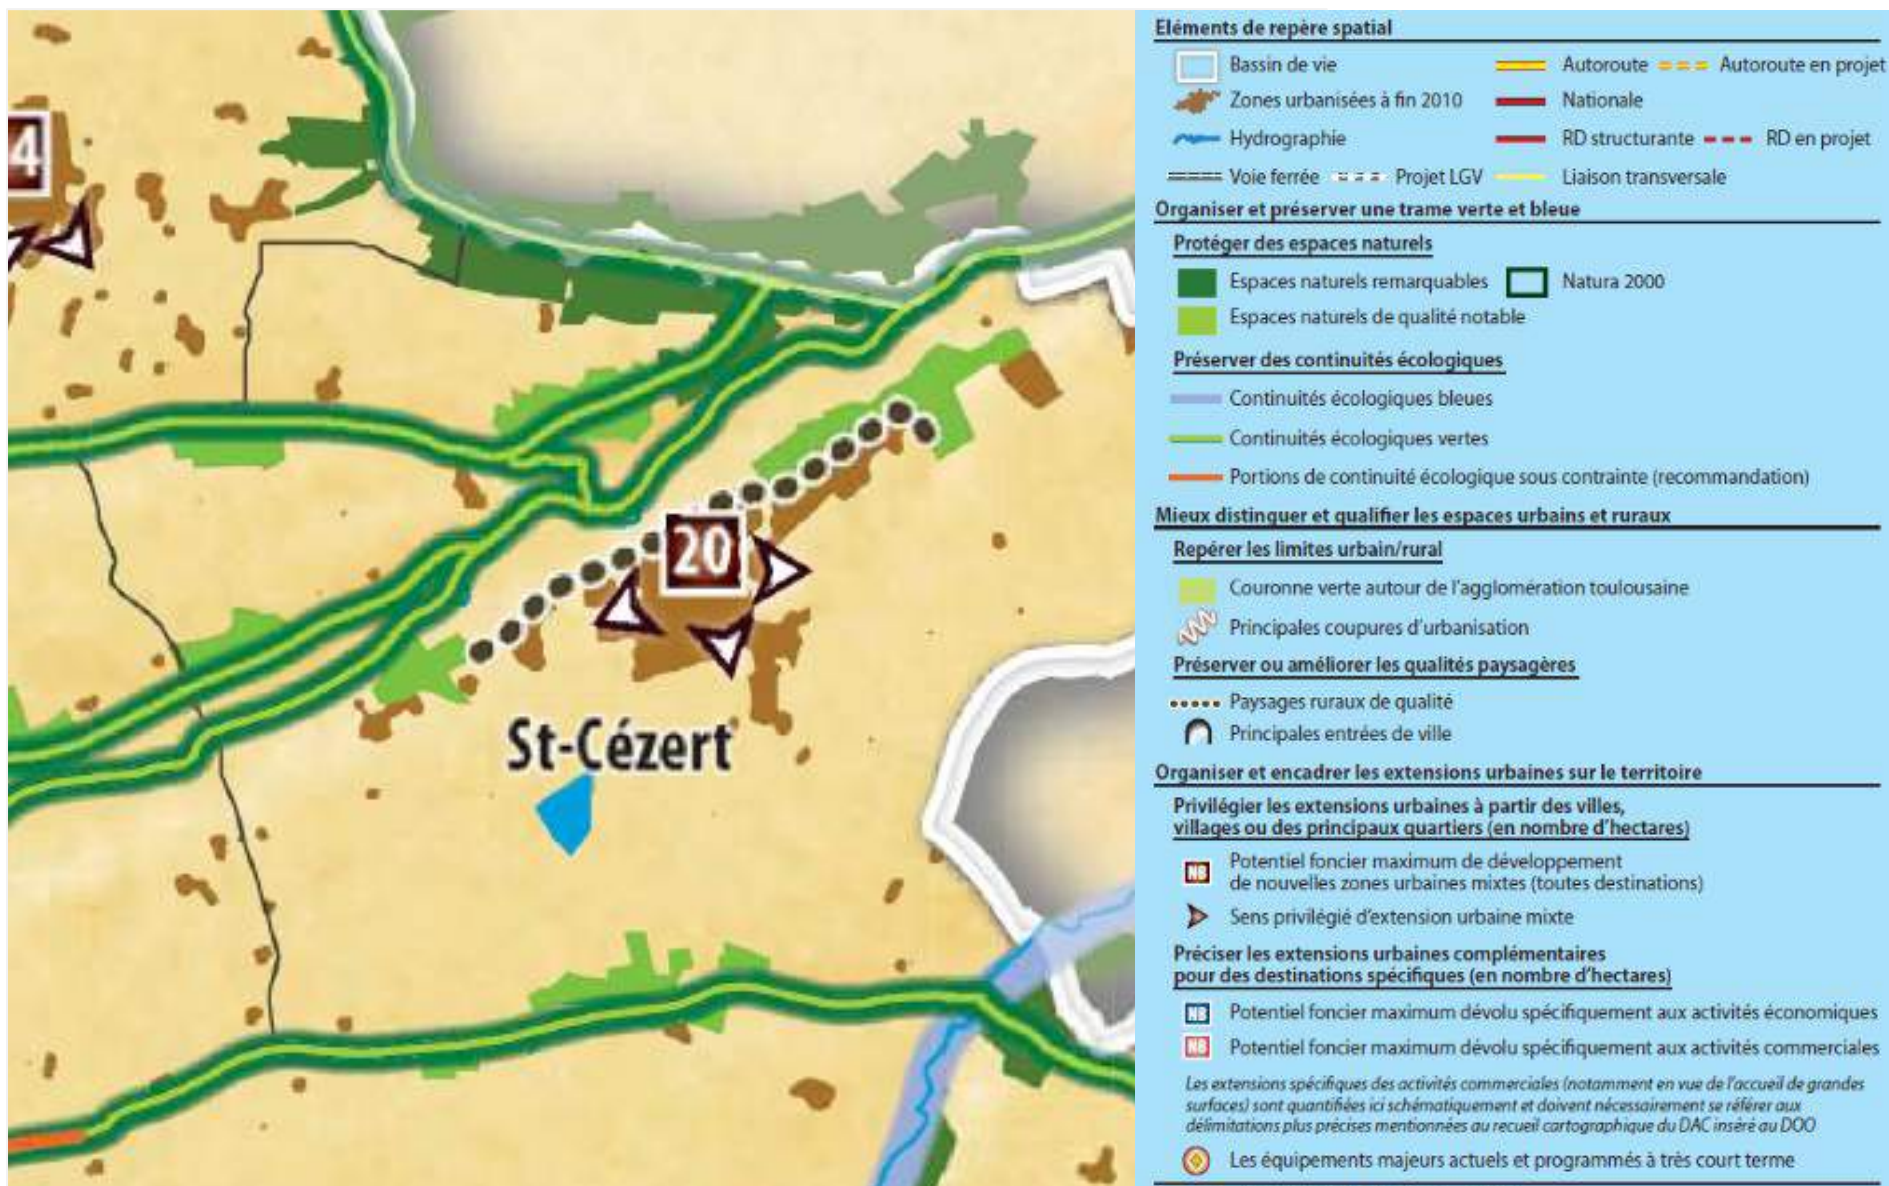 4
20
St-Cézert
Eléments de repère spatial
Bassin de vie
Autoroute
Autoroute en projet
Zones urbanisées à fin 2010
Nationale
Hydrographie
RD structurante
RD en projet
Voie ferrée
Projet LGV
Liaison transversale
Organiser et préserver une trame verte et bleue
Protéger des espaces naturels
Espaces naturels remarquables
Natura 2000
Espaces naturels de qualité notable
Préserver des continuités écologiques
Continuités écologiques bleues
Continuités écologiques vertes
Portions de continuité écologique sous contrainte (recommandation)
Mieux distinguer et qualifier les espaces urbains et ruraux
Repérer les limites urbain/rural
Couronne verte autour de l'agglomération toulousaine
Principales coupures d'urbanisation
Préserver ou améliorer les qualités paysagères
Paysages ruraux de qualité
Principales entrées de ville
Organiser et encadrer les extensions urbaines sur le territoire
Privilégier les extensions urbaines à partir des villes,
villages ou des principaux quartiers (en nombre d'hectares)
NB
Potentiel foncier maximum de développement
de nouvelles zones urbaines mixtes (toutes destinations)
Sens privilégié d'extension urbaine mixte
Préciser les extensions urbaines complémentaires
pour des destinations spécifiques (en nombre d'hectares)
NB Potentiel foncier maximum dévolu spécifiquement aux activités économiques
NB Potentiel foncier maximum dévolu spécifiquement aux activités commerciales
Les extensions spécifiques des activités commerciales (notamment en vue de l'accueil de grandes
surfaces) sont quantifiées ici schématiquement et doivent nécessairement se référer aux
délimitations plus précises mentionnées au recueil cartographique du DAC inséré au DOO
Les équipements majeurs actuels et programmés à très court terme